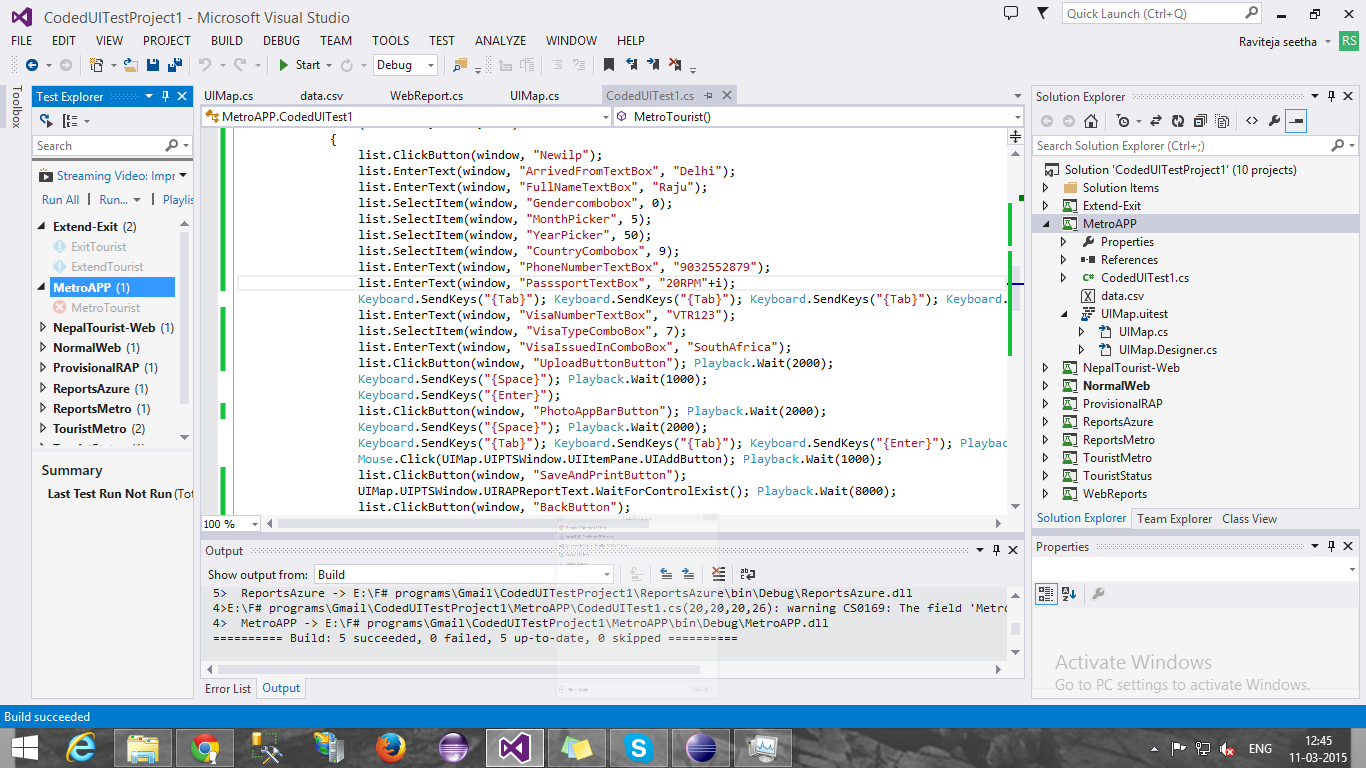 CodedUITestProject1 - Microsoft Visual Studio
Quick Launch (Ctrl+Q)
FILE EDIT VIEW PROJECT BUILD DEBUG TEAM TOOLS TEST ANALYZE WINDOW HELP
Raviteja seetha RS
Start Debug
Toolbox
Test Explorer
Search
Streaming Video: Impr
Run All Run... Playlis
Extend-Exit (2)
ExitTourist
ExtendTourist
MetroAPP (1)
MetroTourist
NepalTourist-Web (1)
NormalWeb (1)
ProvisionalRAP (1)
ReportsAzure (1)
ReportsMetro (1)
TouristMetro (2)
Summary
Last Test Run Not Run (Tot
UIMap.cs data.csv WebReport.cs UIMap.cs CodedUITest1.cs
MetroAPP.CodedUITest1 MetroTourist()
{
list.ClickButton(window, "Newilp");
list.EnterText(window, "ArrivedFromTextBox", "Delhi");
list.EnterText(window, "FullNameTextBox", "Raju");
list.SelectItem(window, "Gendercombobox", 0);
list.SelectItem(window, "MonthPicker", 5);
list.SelectItem(window, "YearPicker", 50);
list.SelectItem(window, "CountryCombobox", 9);
list.EnterText(window, "PhoneNumberTextBox", "9032552879");
list.EnterText(window, "PasssportTextBox", "20RPM"+i);
Keyboard.SendKeys("{Tab}"); Keyboard.SendKeys("{Tab}"); Keyboard.SendKeys("{Tab}"); Keyboard.
list.EnterText(window, "VisaNumberTextBox", "VTR123");
list.SelectItem(window, "VisaTypeComboBox", 7);
list.EnterText(window, "VisaIssuedInComboBox", "SouthAfrica");
list.ClickButton(window, "UploadButtonButton"); Playback.Wait(2000);
Keyboard.SendKeys("{Space}"); Playback.Wait(1000);
Keyboard.SendKeys("{Enter}");
list.ClickButton(window, "PhotoAppBarButton"); Playback.Wait(2000);
Keyboard.SendKeys("{Space}"); Playback.Wait(2000);
Keyboard.SendKeys("{Tab}"); Keyboard.SendKeys("{Tab}"); Keyboard.SendKeys("{Enter}"); Playbac
Mouse.Click(UIMap.UIPTSWindow.UIItemPane.UIAddButton); Playback.Wait(1000);
list.ClickButton(window, "SaveAndPrintButton");
UIMap.UIPTSWindow.UIRAPReportText.WaitForControlExist(); Playback.Wait(8000);
list.ClickButton(window, "BackButton");
100 %
Output
Show output from: Build
5> ReportsAzure -> E:\F# programs\Gmail\CodedUITestProject1\ReportsAzure\bin\Debug\ReportsAzure.dll
4>E:\F# programs\Gmail\CodedUITestProject1\MetroAPP\CodedUITest1.cs(20,20,20,26): warning CS0169: The field 'Metro
4> MetroAPP -> E:\F# programs\Gmail\CodedUITestProject1\MetroAPP\bin\Debug\MetroAPP.dll
========== Build: 5 succeeded, 0 failed, 5 up-to-date, 0 skipped ==========
Error List Output
Solution Explorer
Search Solution Explorer (Ctrl+;)
Solution 'CodedUITestProject1' (10 projects)
Solution Items
Extend-Exit
MetroAPP
Properties
References
CodedUITest1.cs
data.csv
UIMap.uitest
UIMap.cs
UIMap.Designer.cs
NepalTourist-Web
NormalWeb
ProvisionalRAP
ReportsAzure
ReportsMetro
TouristMetro
TouristStatus
WebReports
Solution Explorer Team Explorer Class View
Properties
Activate Windows
Go to PC settings to activate Windows.
Build succeeded
ENG
12:45
11-03-2015